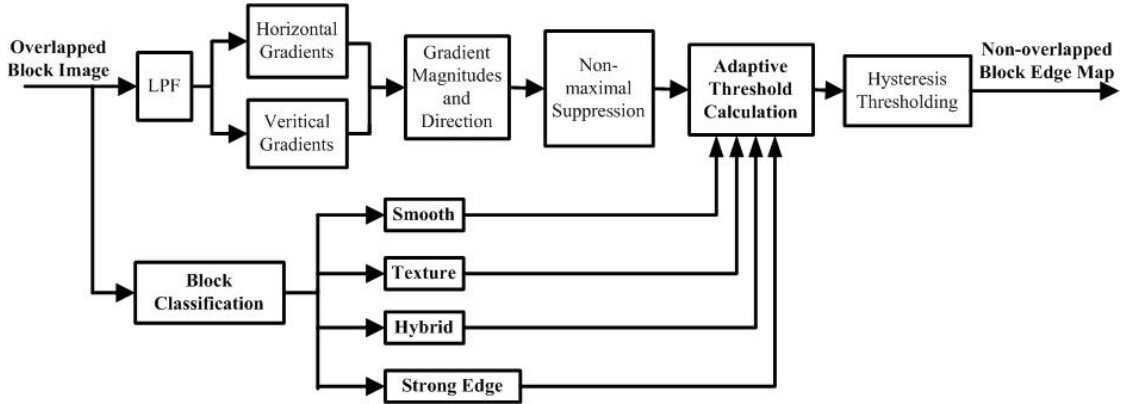 Overlapped
Block Image
LPF
Horizontal
Gradients
Veritical
Gradients
Gradient
Magnitudes
and
Direction
Non-
maximal
Suppression
Adaptive
Threshold
Calculation
Hysteresis
Thresholding
Non-overlapped
Block Edge Map
Block
Classification
Smooth
Texture
Hybrid
Strong Edge